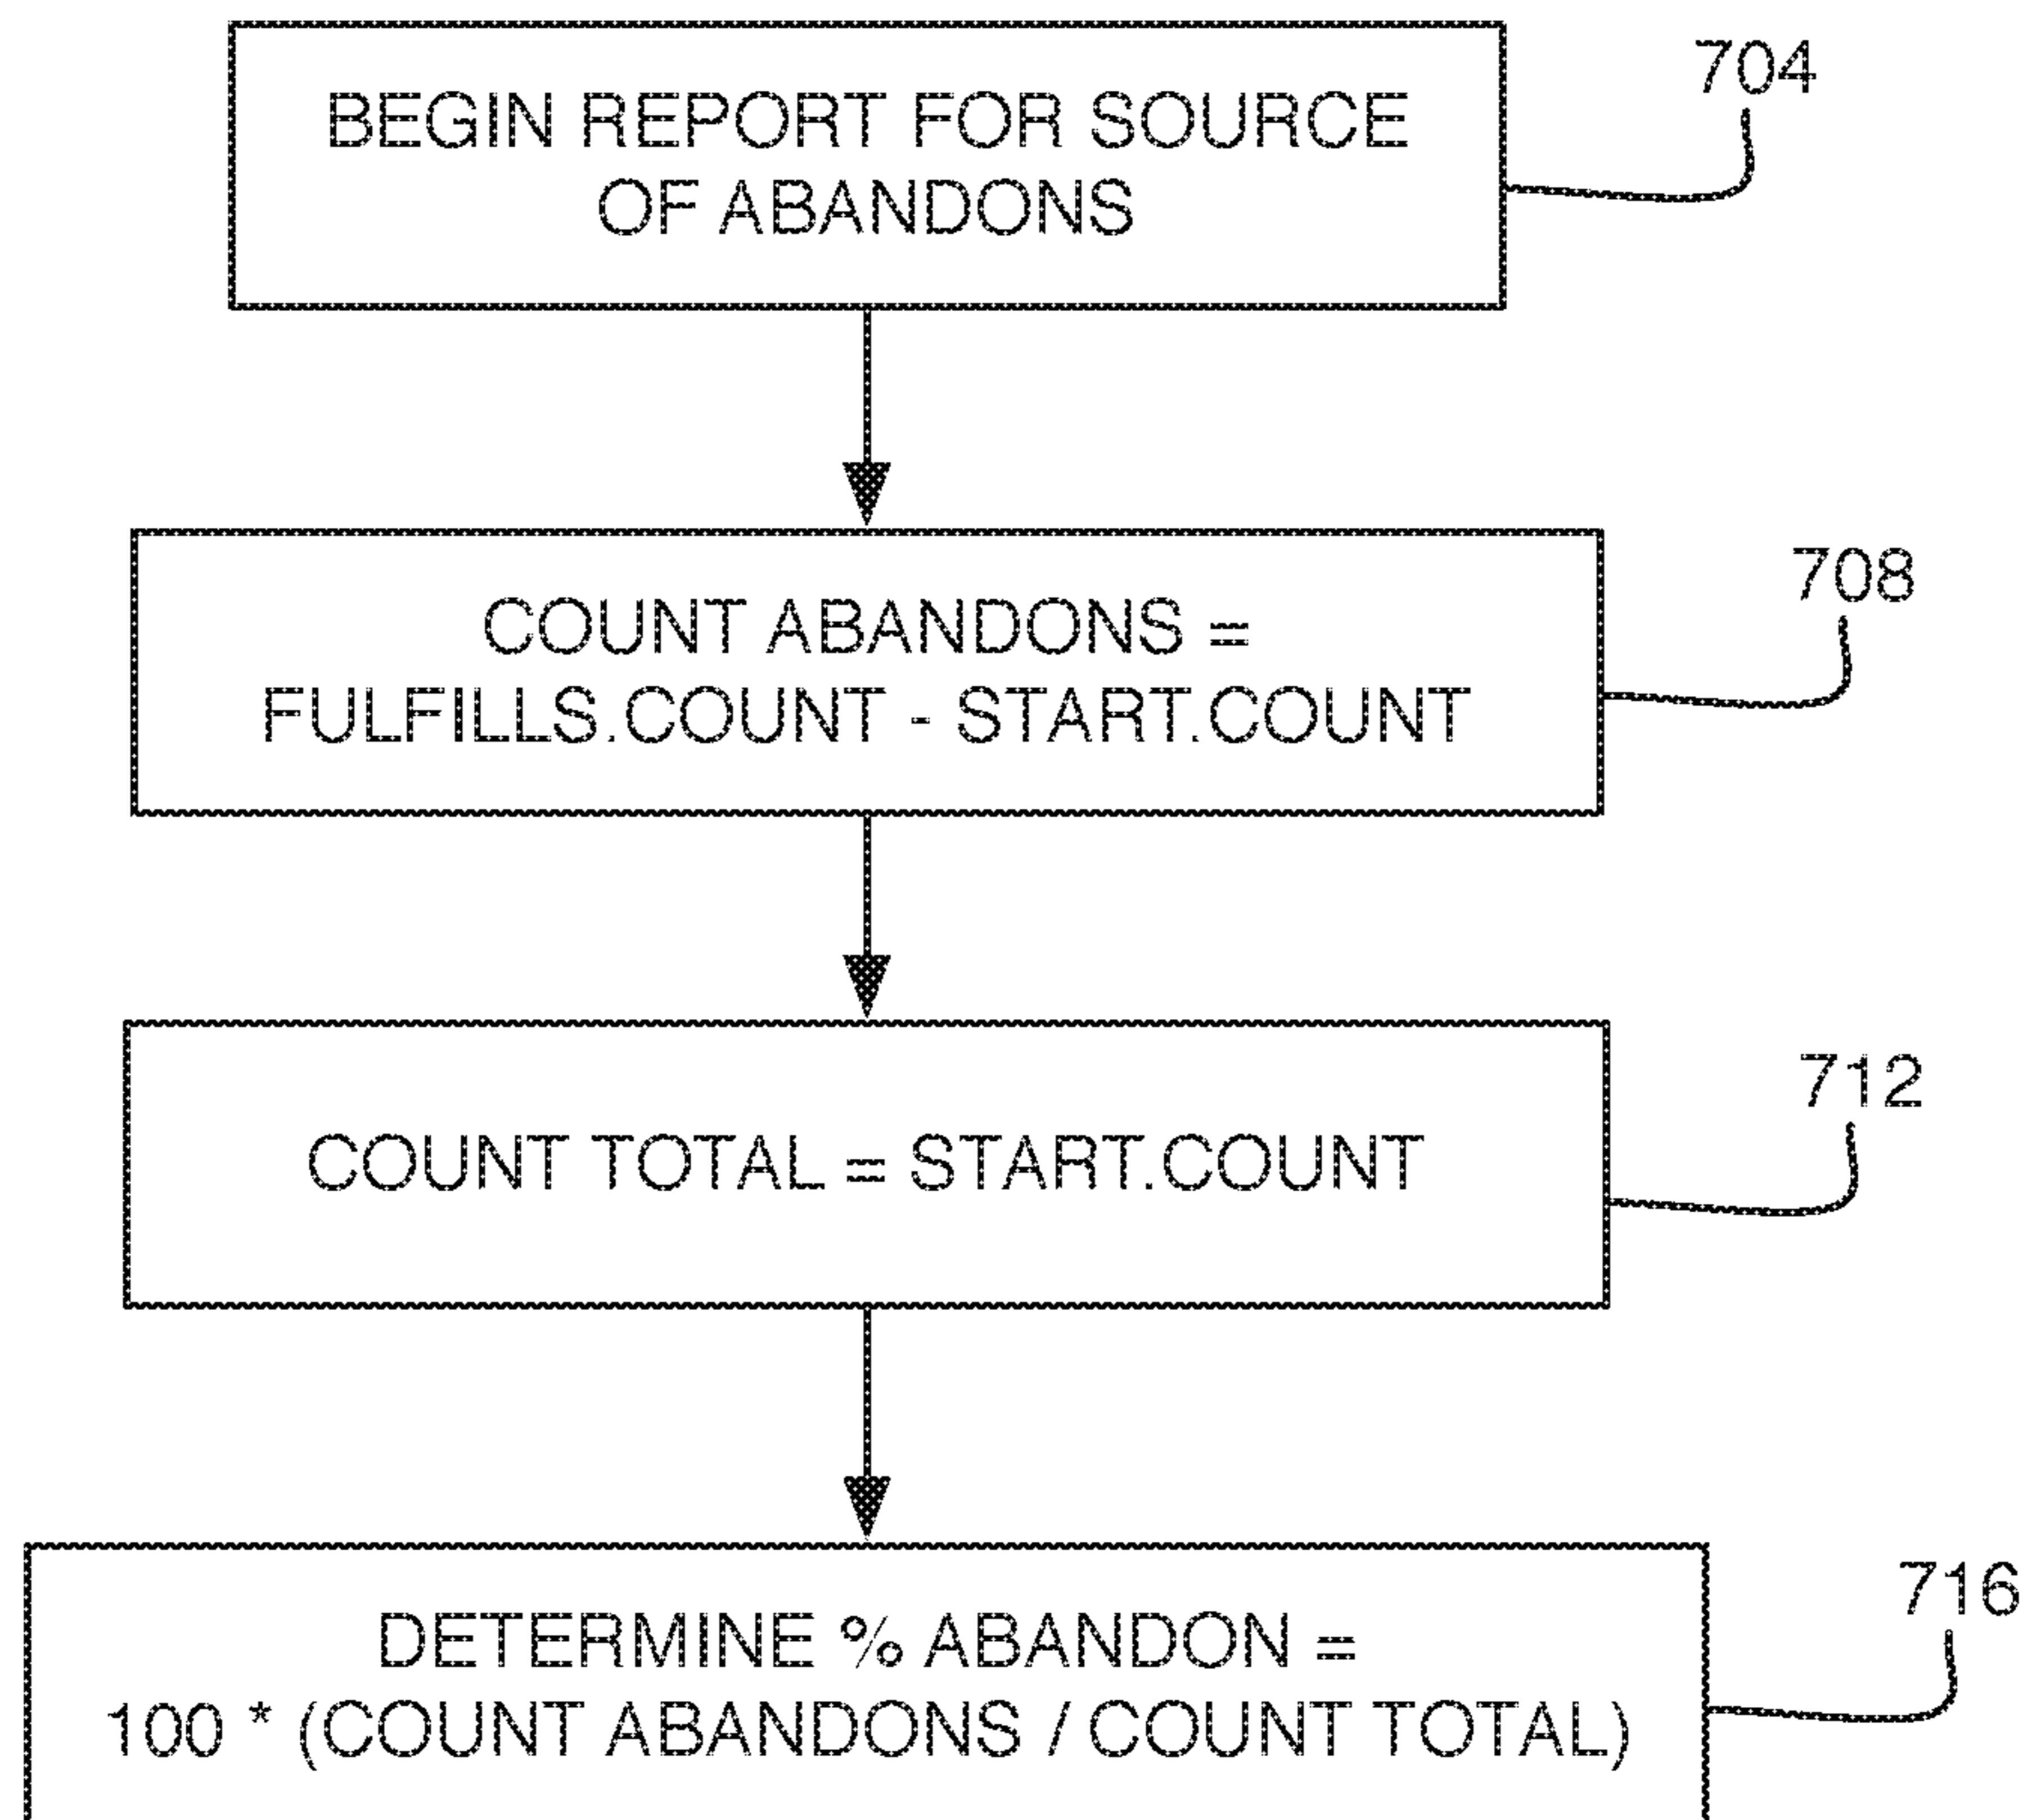 BEGIN REPORT FOR SOURCE
OF ABANDONS
704
COUNT ABANDONS =
FULFILLS.COUNT - START.COUNT
708
COUNT TOTAL = START.COUNT
712
DETERMINE % ABANDON =
100 * (COUNT ABANDONS / COUNT TOTAL)
716